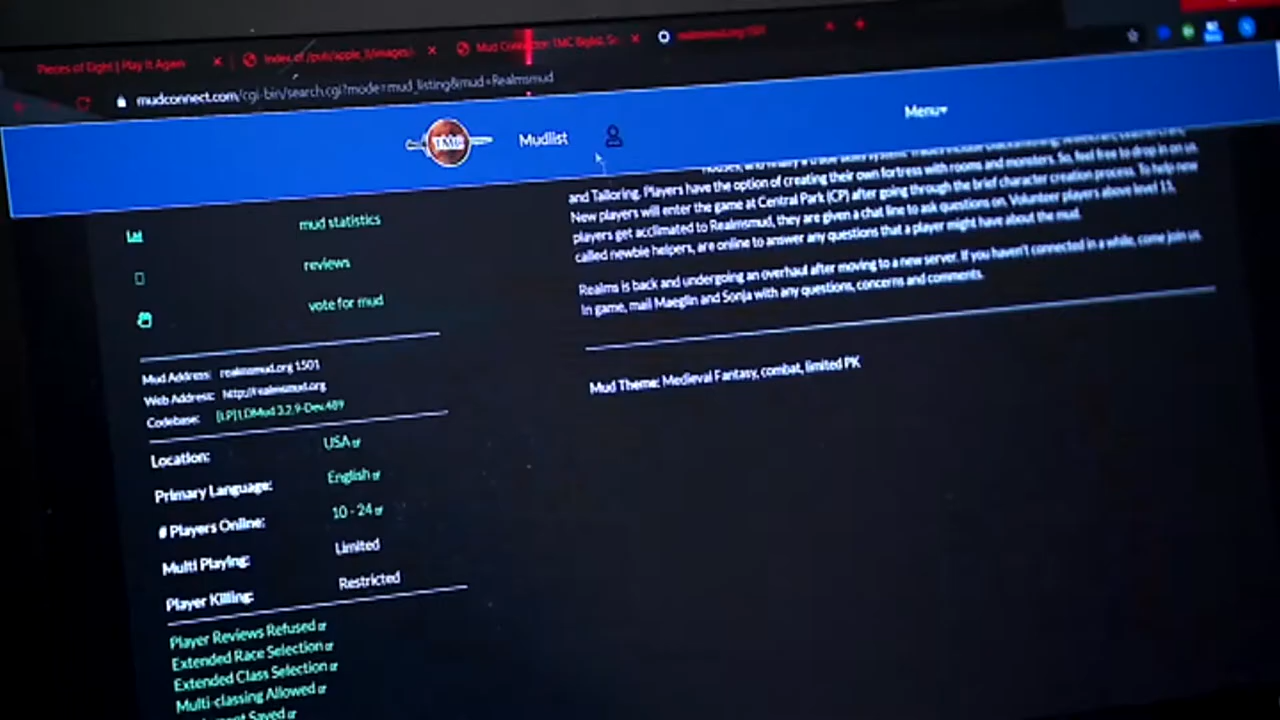 Pieces of Eight | Play It Again
Index of /pub/apple_II/images/
Mud Connector TMC BigList, Se
realmsmud.org:1501
mudconnect.com/cgi-bin/search.cgi?mode=mud_listing&mud=Realmsmud
TMC
Mudlist
Menu
and Tailoring. Players have the option of creating their own fortress with rooms and monsters. So, feel free to drop in on us.
New players will enter the game at Central Park (CP) after going through the brief character creation process. To help new
players get acclimated to Realmsmud, they are given a chat line to ask questions on. Volunteer players above level 15,
called newbie helpers, are online to answer any questions that a player might have about the mud.
Realms is back and undergoing an overhaul after moving to a new server. If you haven't connected in a while, come join us.
In game, mail Maeglin and Sonja with any questions, concerns and comments.
Mud Theme: Medieval Fantasy, combat, limited PK
mud statistics
reviews
vote for mud
Mud Address: realmsmud.org 1501
Web Address: http://realmsmud.org
Codebase: [LP] LDMud 3.2.9-Dev.489
Location: USA
Primary Language: English
# Players Online: 10 - 24
Multi Playing: Limited
Player Killing: Restricted
Player Reviews Refused
Extended Race Selection
Extended Class Selection
Multi-classing Allowed
Saved